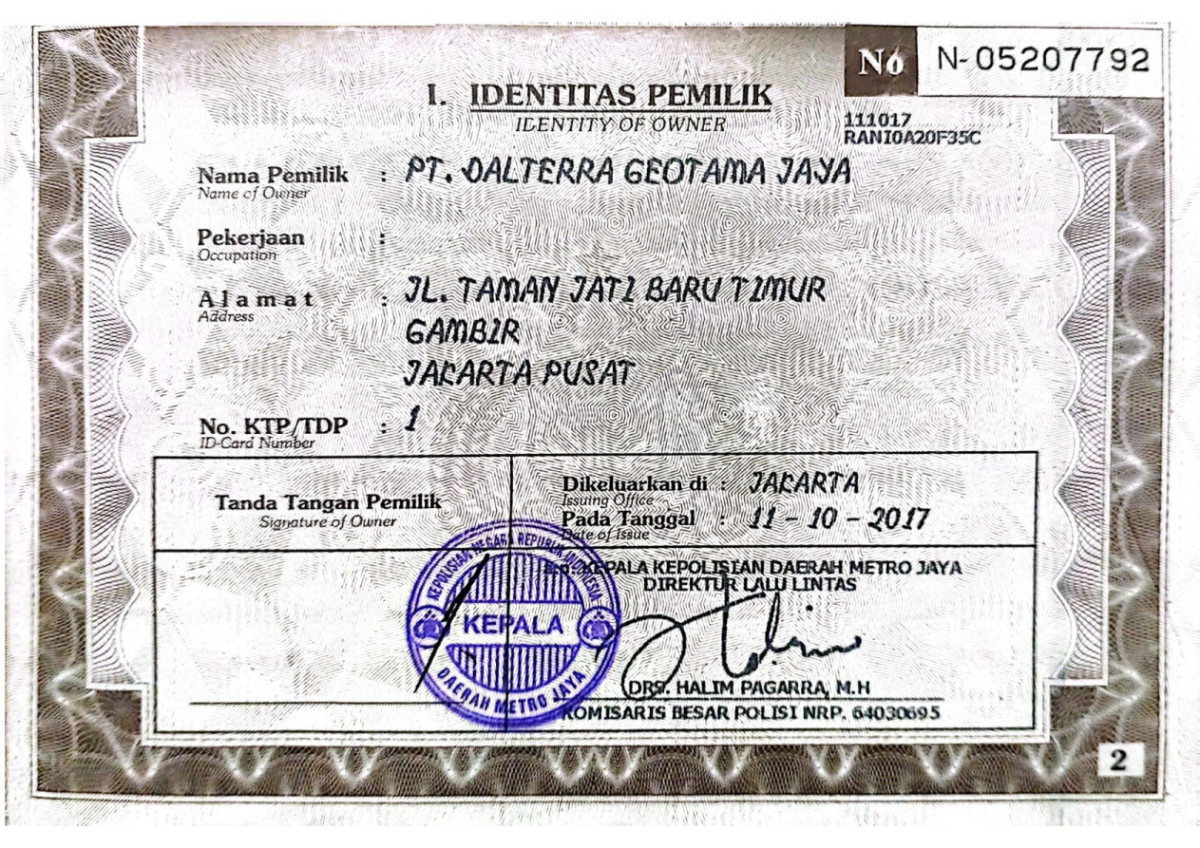 No N-05207792
I. IDENTITAS PEMILIK
IDENTITY OF OWNER
111017
RANI0A20F35C
Nama Pemilik : PT. DALTERRA GEOTAMA JAYA
Name of Owner
Pekerjaan :
Occupation
Alamat : JL. TAMAN JATI BARU TIMUR
Address
GAMBIR
JAKARTA PUSAT
No. KTP/TDP : 1
ID-Card Number
Tanda Tangan Pemilik
Signature of Owner
Dikeluarkan di : JAKARTA
Issuing Office
Pada Tanggal : 11 - 10 - 2017
Date of Issue
KEPALA KEPOLISIAN DAERAH METRO JAYA
DIREKTUR LALU LINTAS
KEPOLISIAN NEGARA REPUBLIK INDONESIA
KEPALA
DAERAH METRO JAYA
DRS. HALIM PAGARRA, M.H
KOMISARIS BESAR POLISI NRP. 64030695
2